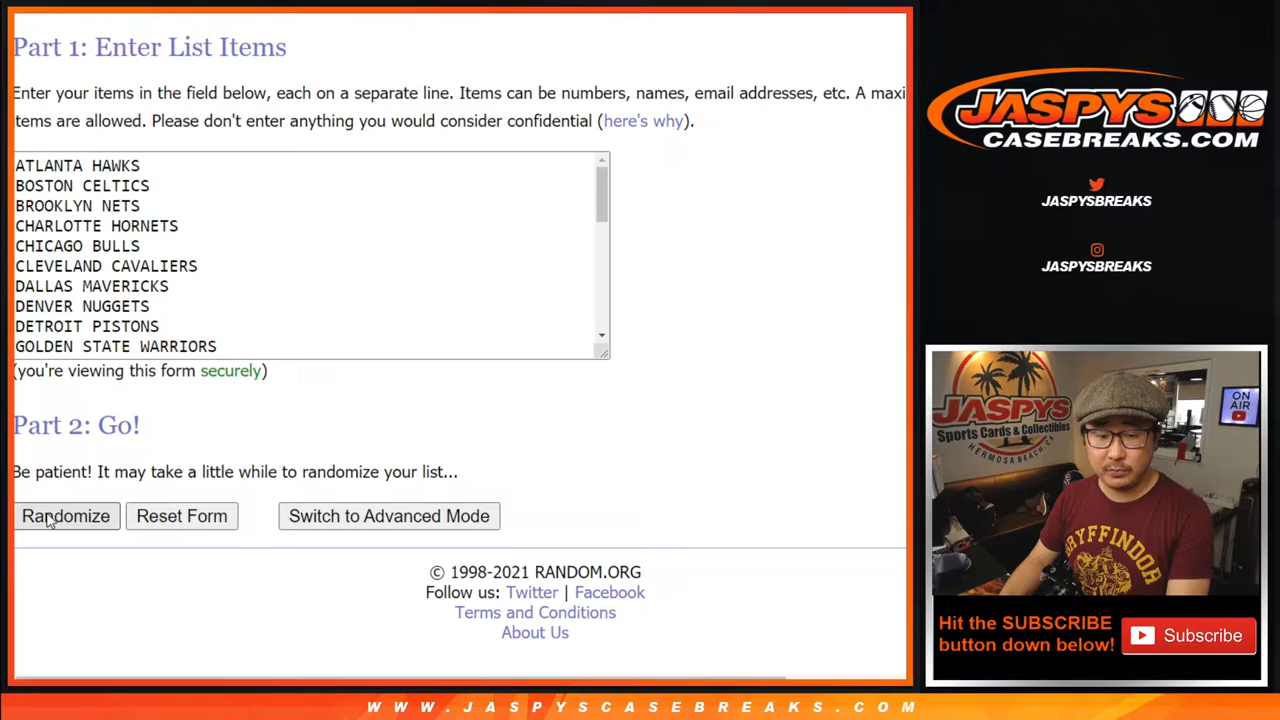 Part 1: Enter List Items
Enter your items in the field below, each on a separate line. Items can be numbers, names, email addresses, etc. A maxi
items are allowed. Please don't enter anything you would consider confidential (here's why).
ATLANTA HAWKS
BOSTON CELTICS
BROOKLYN NETS
CHARLOTTE HORNETS
CHICAGO BULLS
CLEVELAND CAVALIERS
DALLAS MAVERICKS
DENVER NUGGETS
DETROIT PISTONS
GOLDEN STATE WARRIORS
(you're viewing this form securely)
Part 2: Go!
Be patient! It may take a little while to randomize your list...
Randomize Reset Form Switch to Advanced Mode
© 1998-2021 RANDOM.ORG
Follow us: Twitter | Facebook
Terms and Conditions
About Us
JASPYS
CASEBREAKS.COM
JASPYSBREAKS
JASPYSBREAKS
JASPYS
Sports Cards & Collectibles
HERMOSA BEACH, CA
ON
AIR
GRYFFINDOR
Hit the SUBSCRIBE
button down below!
Subscribe
WWW.JASPYSCASEBREAKS.COM